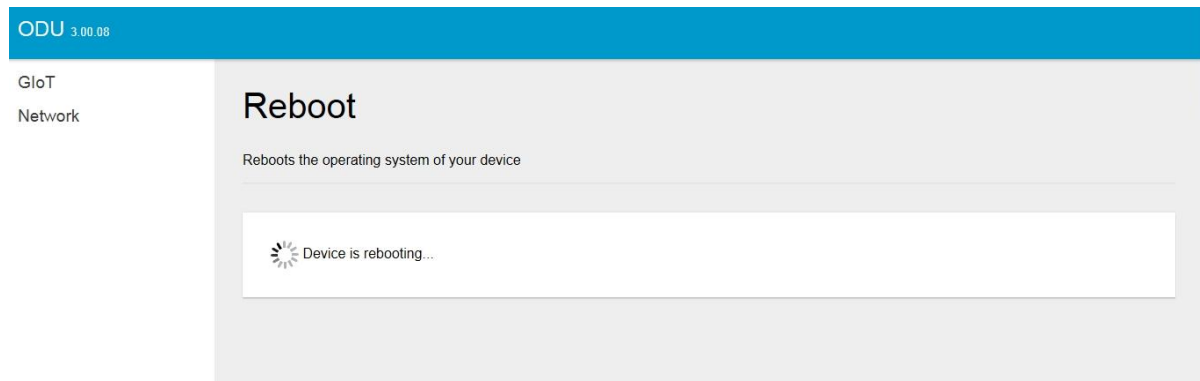 ODU 3.00.08
GIoT
Network
Reboot
Reboots the operating system of your device
Device is rebooting...